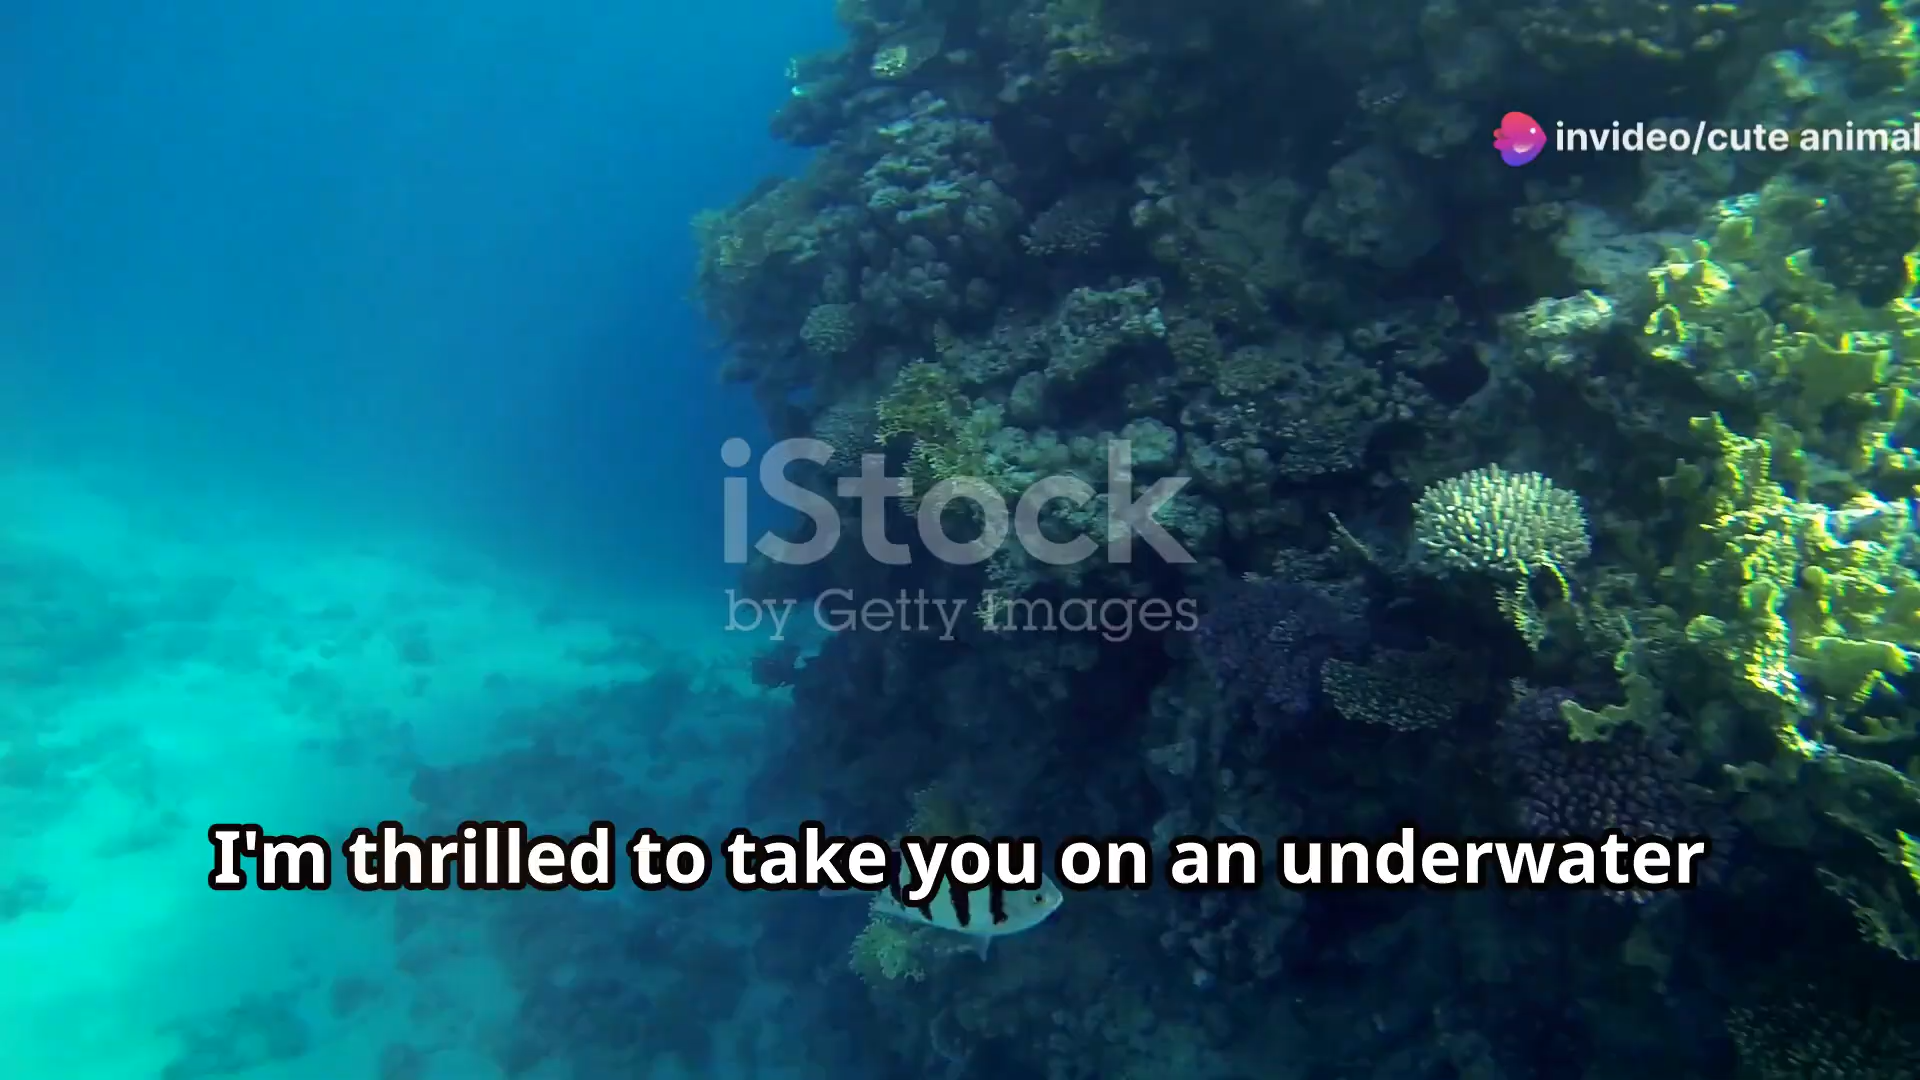 invideo/cute animal
iStock
by Getty Images
I'm thrilled to take you on an underwater